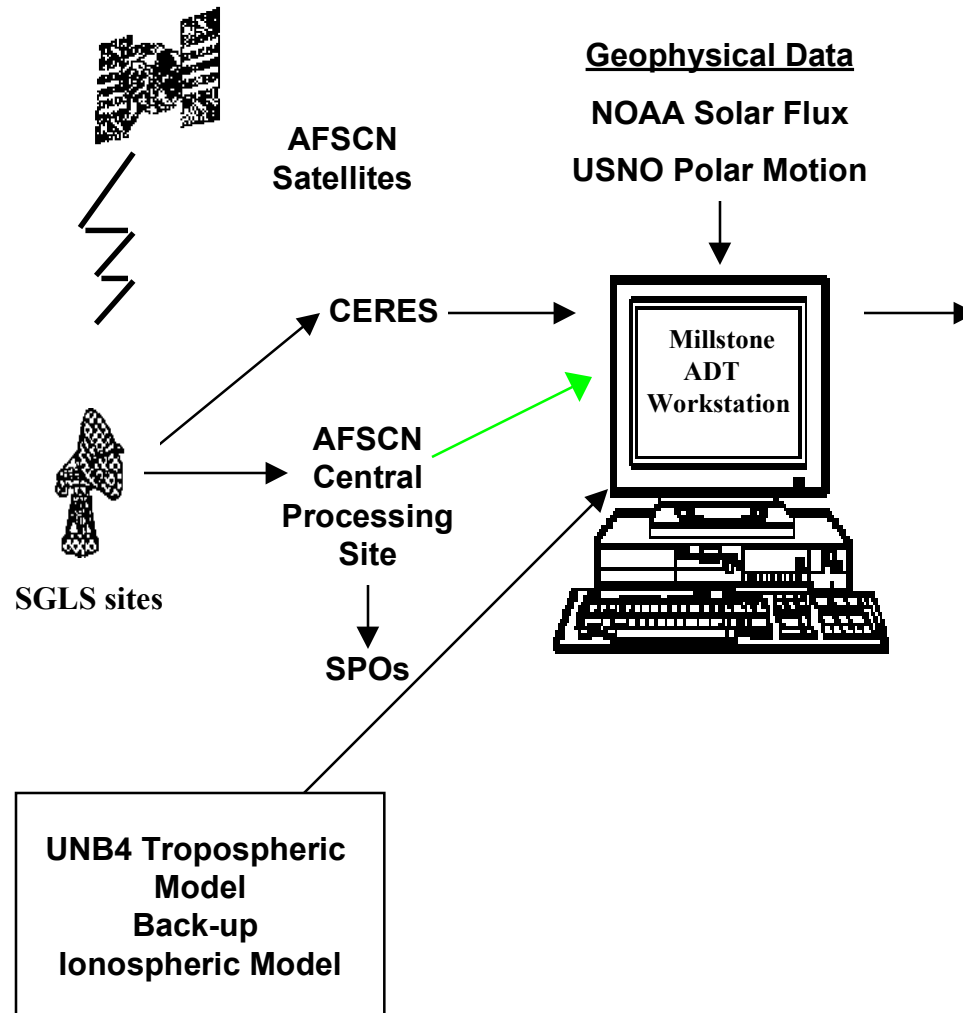 Geophysical Data
NOAA Solar Flux
USNO Polar Motion
AFSCN
Satellites
CERES
Millstone
ADT
Workstation
AFSCN
Central
Processing
Site
SGLS sites
SPOs
UNB4 Tropospheric
Model
Back-up
Ionospheric Model